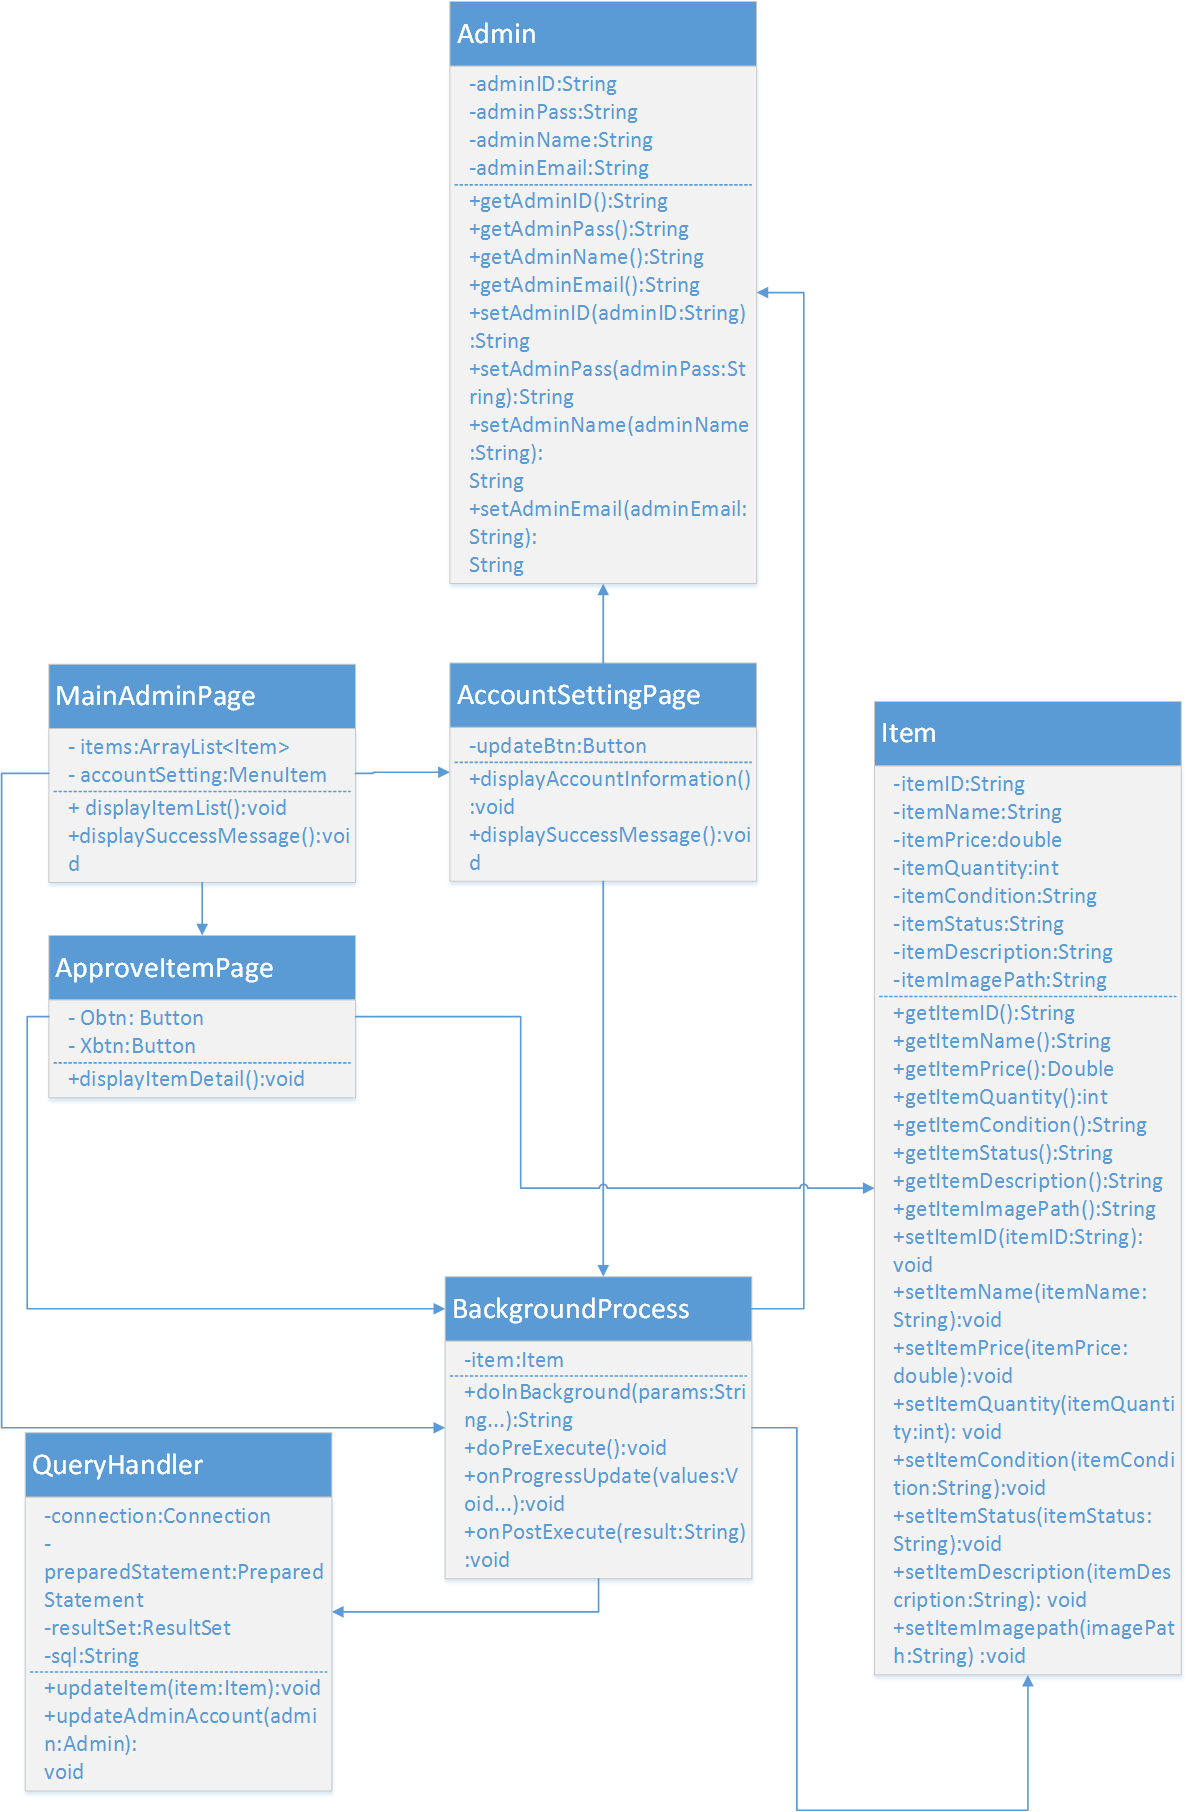 Admin
-adminID:String
-adminPass:String
-adminName:String
-adminEmail:String
+getAdminID():String
+getAdminPass():String
+getAdminName():String
+getAdminEmail():String
+setAdminID(adminID:String)
:String
+setAdminPass(adminPass:St
ring):String
+setAdminName(adminName
:String):
String
+setAdminEmail(adminEmail:
String):
String
MainAdminPage
- items:ArrayList<Item>
- accountSetting:MenuItem
+ displayItemList():void
+displaySuccessMessage():voi
d
AccountSettingPage
-updateBtn:Button
+displayAccountInformation()
:void
+displaySuccessMessage():voi
d
Item
-itemID:String
-itemName:String
-itemPrice:double
-itemQuantity:int
-itemCondition:String
-itemStatus:String
-itemDescription:String
-itemImagePath:String
+getItemID():String
+getItemName():String
+getItemPrice():Double
+getItemQuantity():int
+getItemCondition():String
+getItemStatus():String
+getItemDescription():String
+getItemImagePath():String
+setItemID(itemID:String):
void
+setItemName(itemName:
String):void
+setItemPrice(itemPrice:
double):void
+setItemQuantity(itemQuanti
ty:int): void
+setItemCondition(itemCondi
tion:String):void
+setItemStatus(itemStatus:
String):void
+setItemDescription(itemDes
cription:String): void
+setItemImagepath(imagePat
h:String) :void
ApproveItemPage
- Obtn: Button
- Xbtn:Button
+displayItemDetail():void
BackgroundProcess
-item:Item
+doInBackground(params:Stri
ng...):String
+doPreExecute():void
+onProgressUpdate(values:V
oid...):void
+onPostExecute(result:String)
:void
QueryHandler
-connection:Connection
-
preparedStatement:Prepared
Statement
-resultSet:ResultSet
-sql:String
+updateItem(item:Item):void
+updateAdminAccount(admi
n:Admin):
void